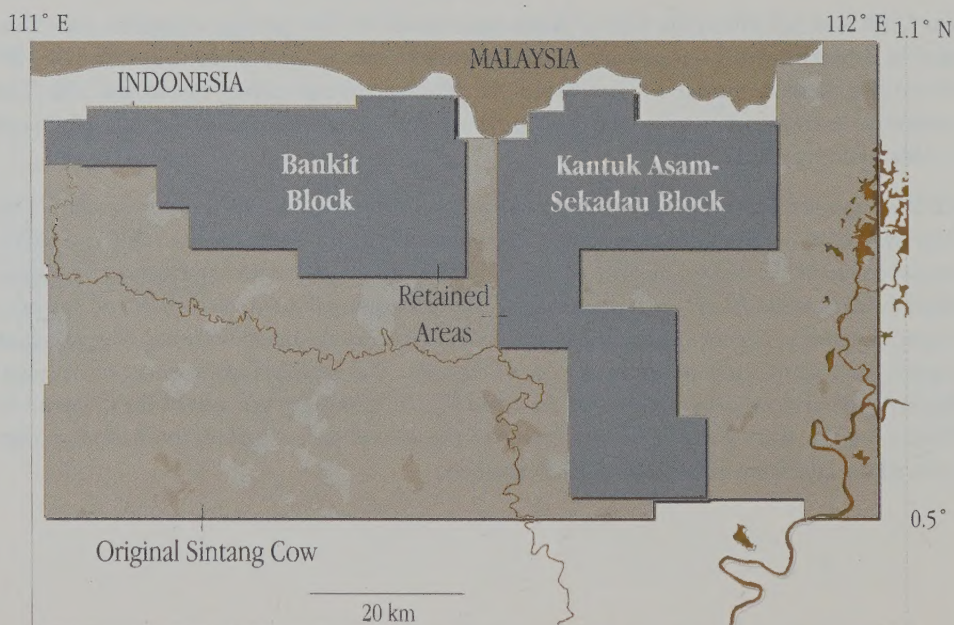 111° E
112° E
1.1° N
MALAYSIA
INDONESIA
Bankit
Block
Kantuk Asam-
Sekadau Block
Retained
Areas
0.5°
Original Sintang Cow
20 km